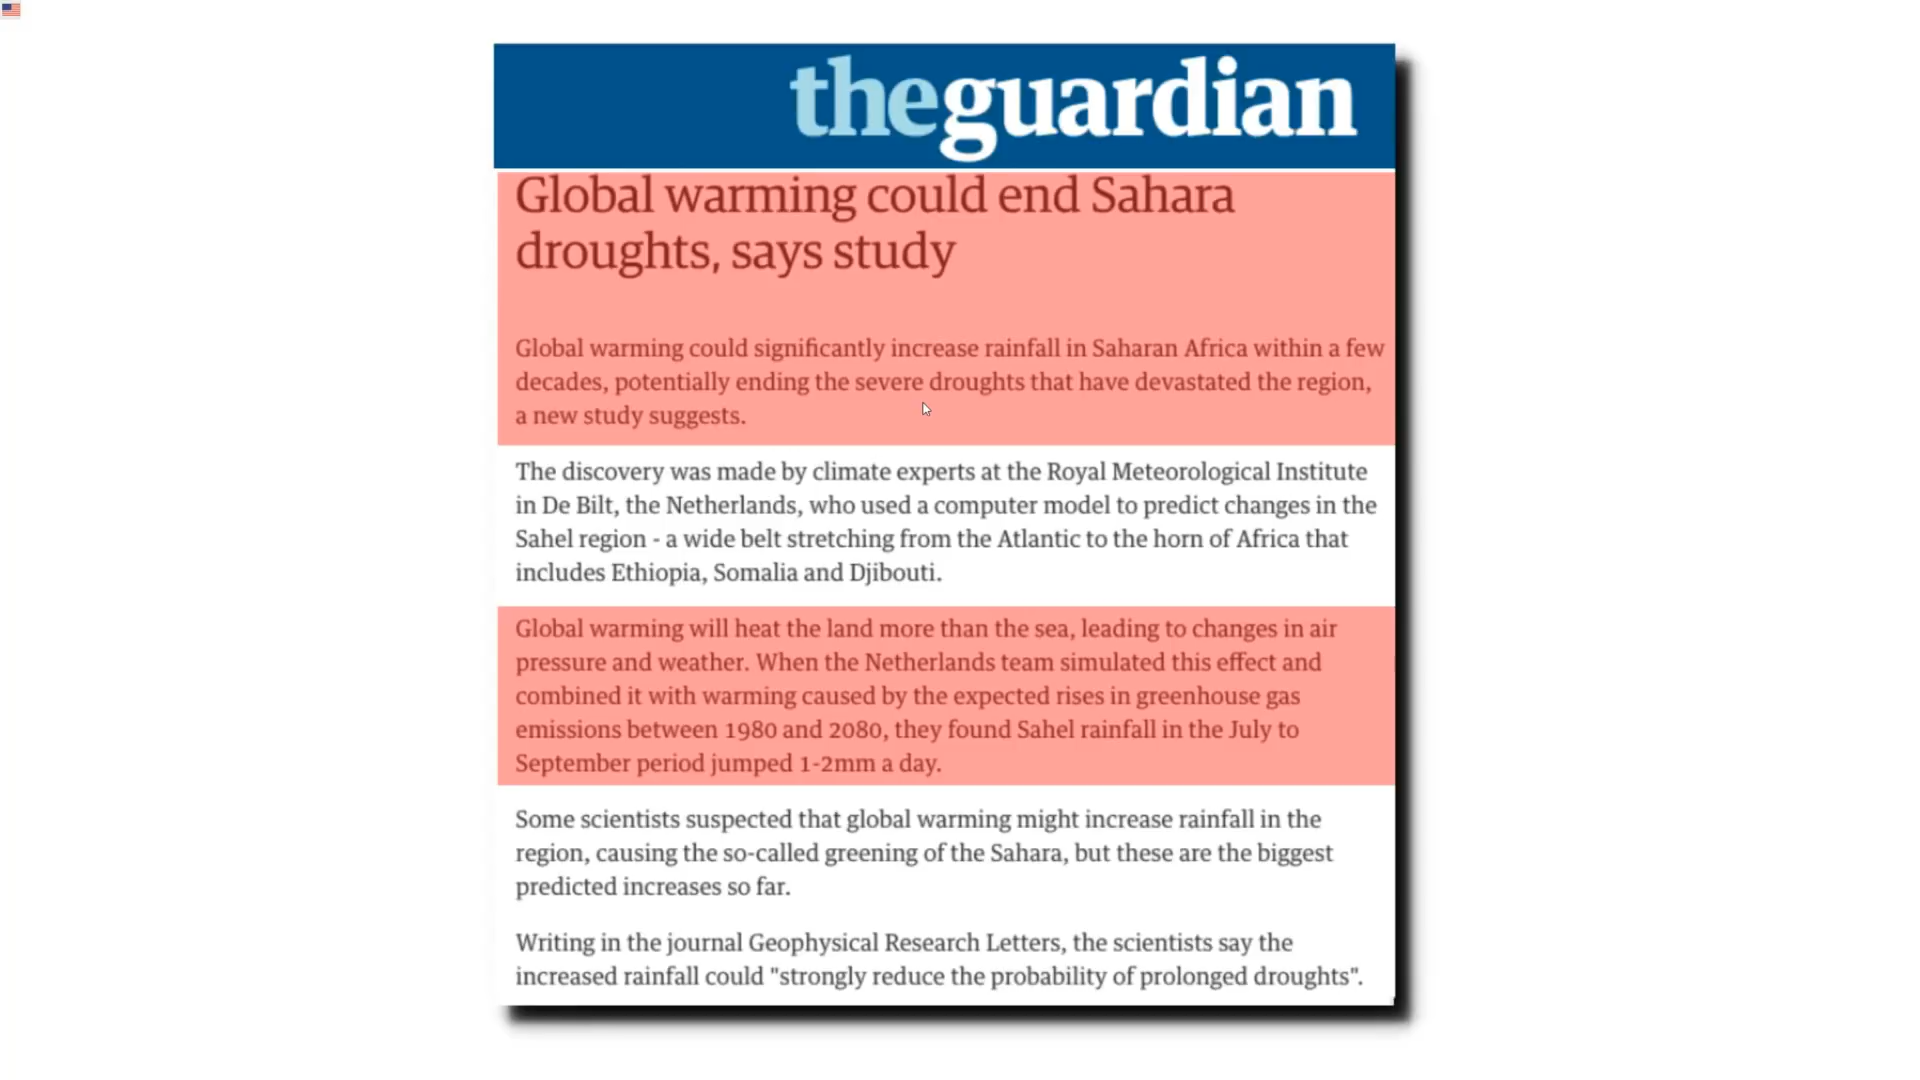 theguardian
Global warming could end Sahara
droughts, says study
Global warming could significantly increase rainfall in Saharan Africa within a few
decades, potentially ending the severe droughts that have devastated the region,
a new study suggests.
The discovery was made by climate experts at the Royal Meteorological Institute
in De Bilt, the Netherlands, who used a computer model to predict changes in the
Sahel region - a wide belt stretching from the Atlantic to the horn of Africa that
includes Ethiopia, Somalia and Djibouti.
Global warming will heat the land more than the sea, leading to changes in air
pressure and weather. When the Netherlands team simulated this effect and
combined it with warming caused by the expected rises in greenhouse gas
emissions between 1980 and 2080, they found Sahel rainfall in the July to
September period jumped 1-2mm a day.
Some scientists suspected that global warming might increase rainfall in the
region, causing the so-called greening of the Sahara, but these are the biggest
predicted increases so far.
Writing in the journal Geophysical Research Letters, the scientists say the
increased rainfall could "strongly reduce the probability of prolonged droughts".